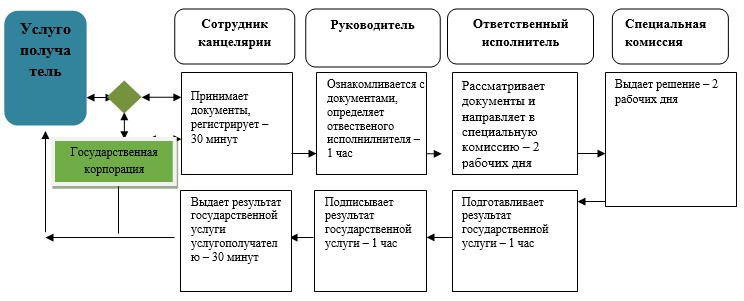 Услуго
получа
тель
Сотрудник
канцелярии
Руководитель
Ответственный
исполнитель
Специальная
комиссия
Принимает
документы,
регистрирует –
30 минут
Ознакомливается с
документами,
определяет
отвественого
исполнилнителя –
1 час
Рассматривает
документы и
направляет в
специальную
комиссию – 2
рабочих дня
Выдает решение – 2
рабочих дня
Государственная
корпорация
Выдает результат
государственной
услуги
услугополучател
ю – 30 минут
Подписывает
результат
государственной
услуги – 1 час
Подготавливает
результат
государственной
услуги – 1 час